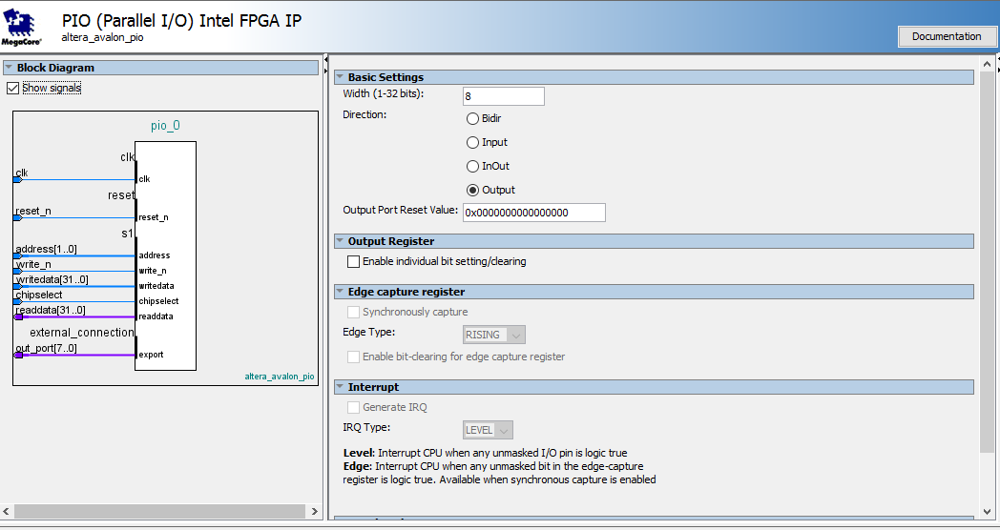 PIO (Parallel I/O) Intel FPGA IP
altera_avalon_pio
MegaCore®
Documentation
Block Diagram
Show signals
pio_0
clk
clk
clk
reset
reset_n
reset_n
s1
address[1..0]
address
write_n
write_n
writedata[31..0]
writedata
chipselect
chipselect
readdata[31..0]
readdata
external_connection
out_port[7..0]
export
altera_avalon_pio
Basic Settings
Width (1-32 bits): 8
Direction:
Bidir
Input
InOut
Output
Output Port Reset Value: 0x0000000000000000
Output Register
Enable individual bit setting/clearing
Edge capture register
Synchronously capture
Edge Type: RISING
Enable bit-clearing for edge capture register
Interrupt
Generate IRQ
IRQ Type: LEVEL
Level: Interrupt CPU when any unmasked I/O pin is logic true
Edge: Interrupt CPU when any unmasked bit in the edge-capture
register is logic true. Available when synchronous capture is enabled